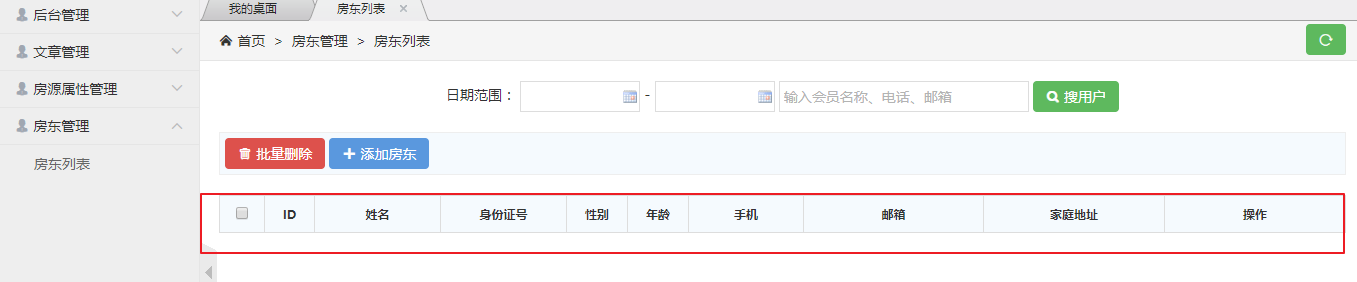 后台管理
文章管理
房源属性管理
房东管理
房东列表
我的桌面 房东列表
首页 > 房东管理 > 房东列表
日期范围： - 输入会员名称、电话、邮箱 搜用户
批量删除 添加房东
ID 姓名 身份证号 性别 年龄 手机 邮箱 家庭地址 操作